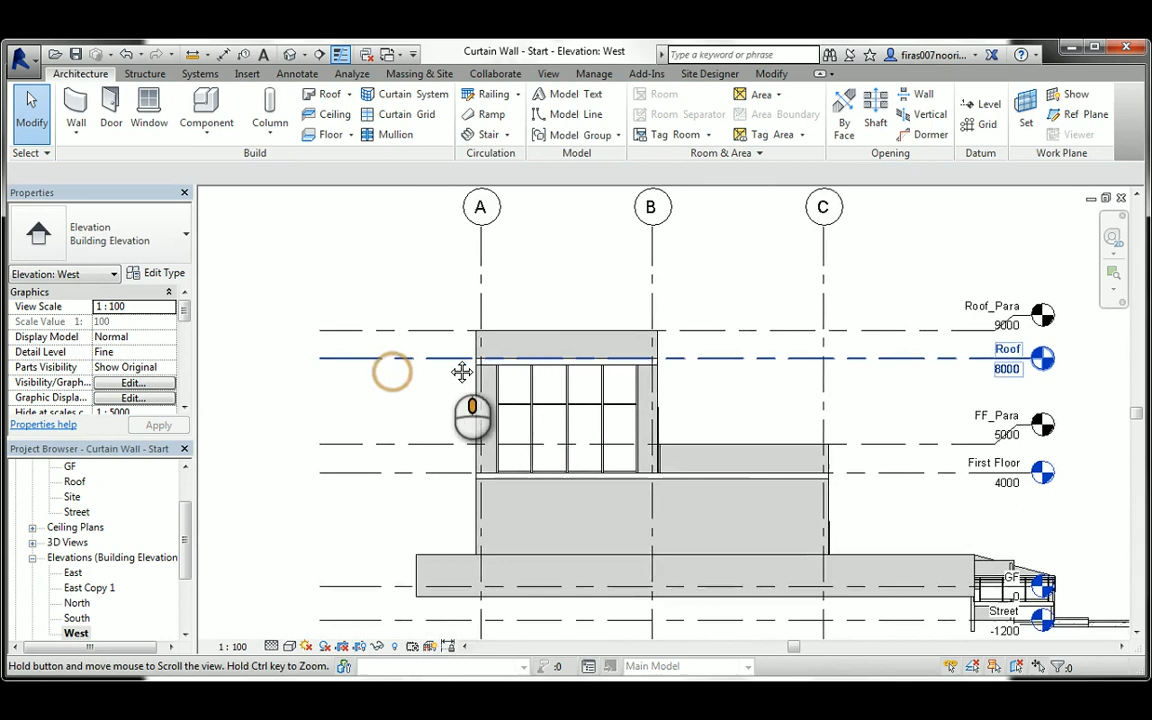 Curtain Wall - Start - Elevation: West
Type a keyword or phrase
firas007noori...
Architecture Structure Systems Insert Annotate Analyze Massing & Site Collaborate View Manage Add-Ins Site Designer Modify
Modify
Wall
Door
Window
Component
Column
Roof
Ceiling
Floor
Curtain System
Curtain Grid
Mullion
Railing
Ramp
Stair
Model Text
Model Line
Model Group
Room
Room Separator
Tag Room
Area
Area Boundary
Tag Area
By Face
Shaft
Wall
Vertical
Dormer
Level
Grid
Set
Show
Ref Plane
Viewer
Select
Build
Circulation
Model
Room & Area
Opening
Datum
Work Plane
Properties
Elevation
Building Elevation
Elevation: West
Edit Type
Graphics
View Scale 1 : 100
Scale Value 1: 100
Display Model Normal
Detail Level Fine
Parts Visibility Show Original
Visibility/Graph... Edit...
Graphic Displa... Edit...
Hide at scales c... 1 : 5000
Properties help
Apply
Project Browser - Curtain Wall - Start
GF
Roof
Site
Street
Ceiling Plans
3D Views
Elevations (Building Elevation
East
East Copy 1
North
South
West
A
B
C
Roof_Para
9000
Roof
8000
FF_Para
5000
First Floor
4000
GF
0
Street
-1200
2D
1 : 100
Hold button and move mouse to Scroll the view. Hold Ctrl key to Zoom.
:0
Main Model
:0